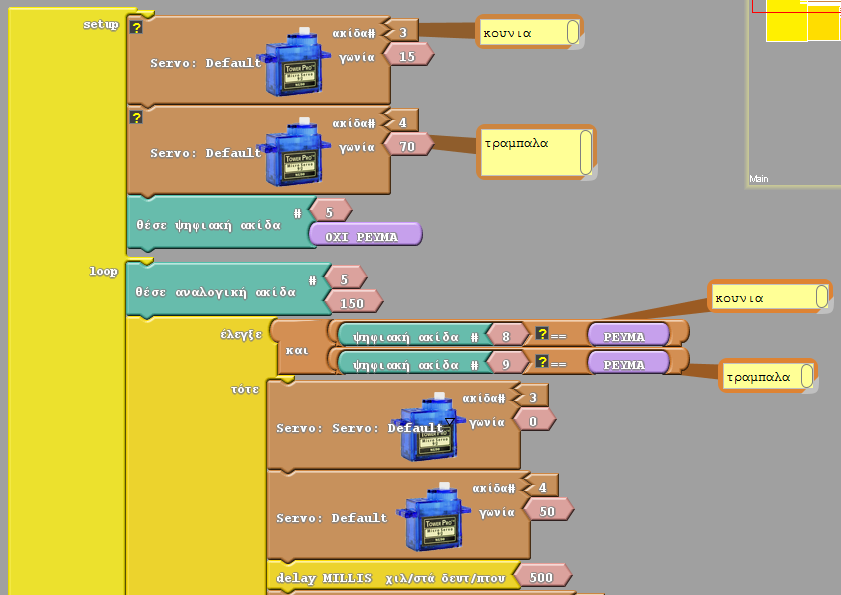 setup
?
Servo: Default
ακίδα#
3
γωνία
15
κουνια
?
Servo: Default
ακίδα#
4
γωνία
70
τραμπαλα
Main
θέσε ψηφιακή ακίδα
#
5
ΟΧΙ ΡΕΥΜΑ
loop
θέσε αναλογική ακίδα
#
5
150
κουνια
έλεγξε
και
ψηφιακή ακίδα # 8 ? == ΡΕΥΜΑ
ψηφιακή ακίδα # 9 ? == ΡΕΥΜΑ
τραμπαλα
τότε
Servo: Servo: Default
ακίδα#
3
γωνία
0
Servo: Default
ακίδα#
4
γωνία
50
delay MILLIS χιλ/στά δευτ/πτου 500